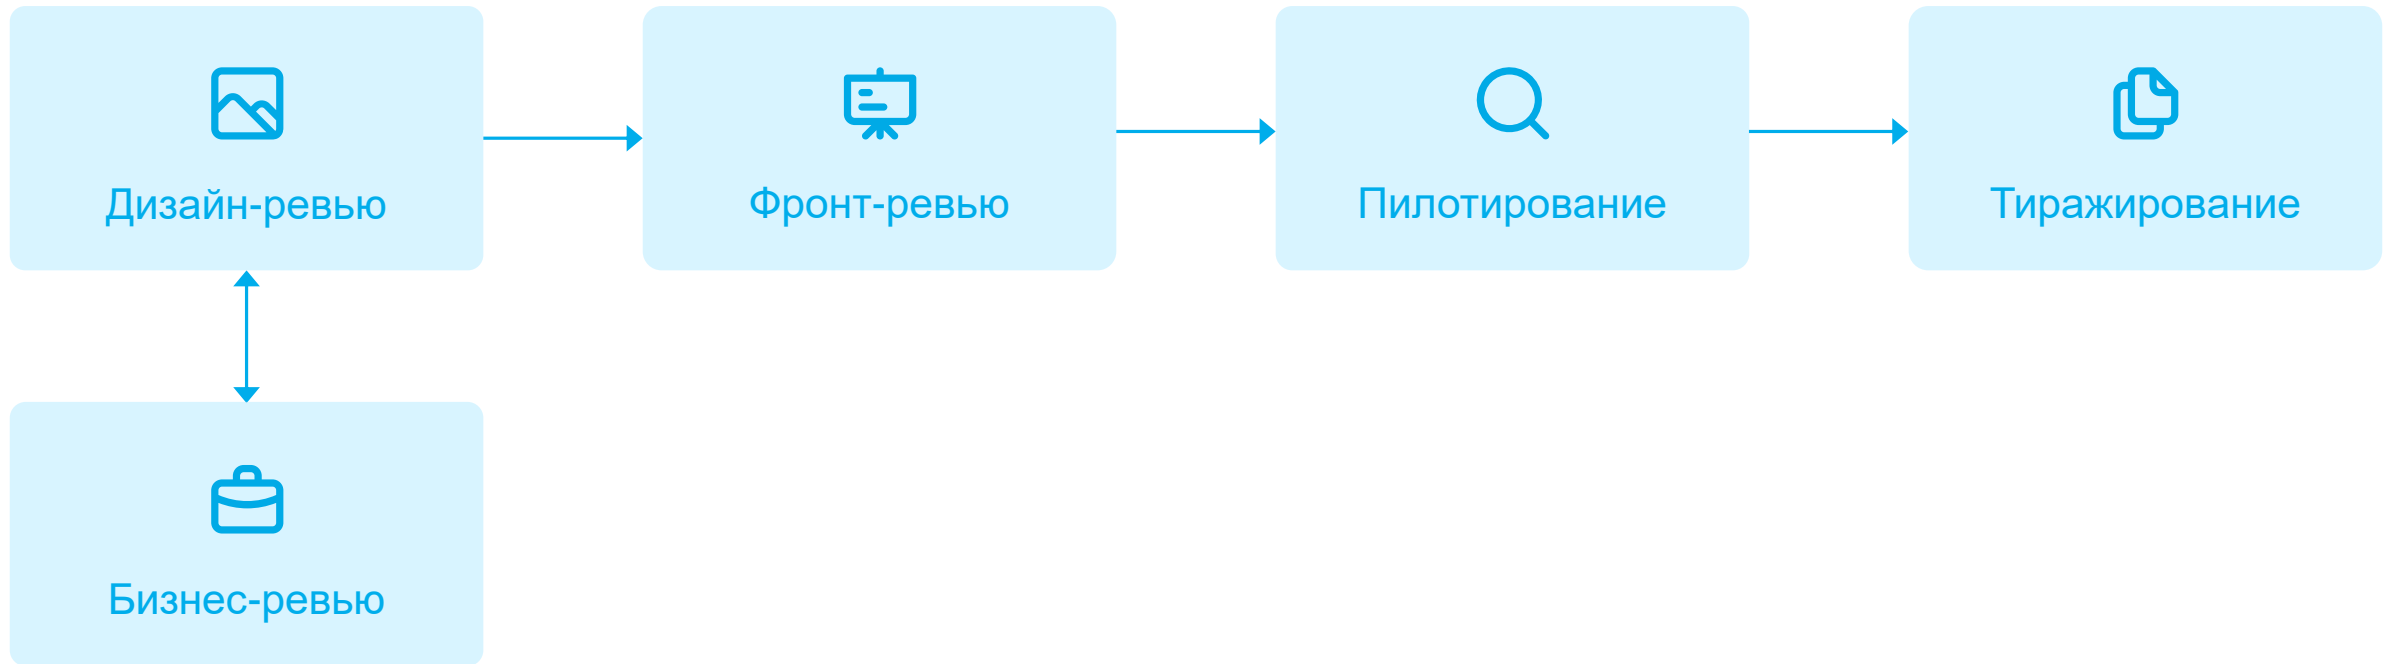 Дизайн-ревью
Фронт-ревью
Пилотирование
Тиражирование
Бизнес-ревью